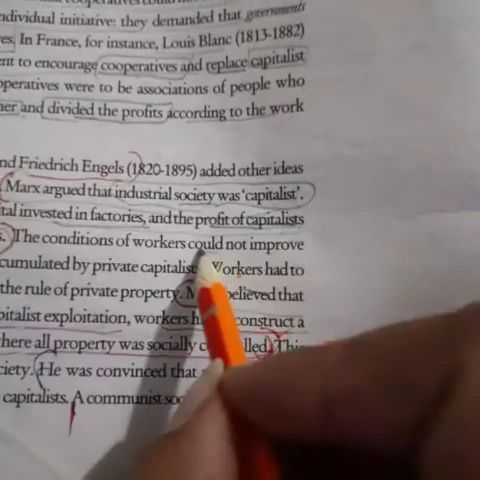 ndividual initiative: they demanded that governments
es. In France, for instance, Louis Blanc (1813-1882)
ent to encourage cooperatives and replace capitalist
operatives were to be associations of people who
her and divided the profits according to the work
nd Friedrich Engels (1820-1895) added other ideas
Marx argued that industrial society was 'capitalist'.
tal invested in factories, and the profit of capitalists
s. The conditions of workers could not improve
cumulated by private capitalist Workers had to
the rule of private property. M believed that
italist exploitation, workers h construct a
here all property was socially c lled. This
ciety. He was convinced that
capitalists. A communist soc